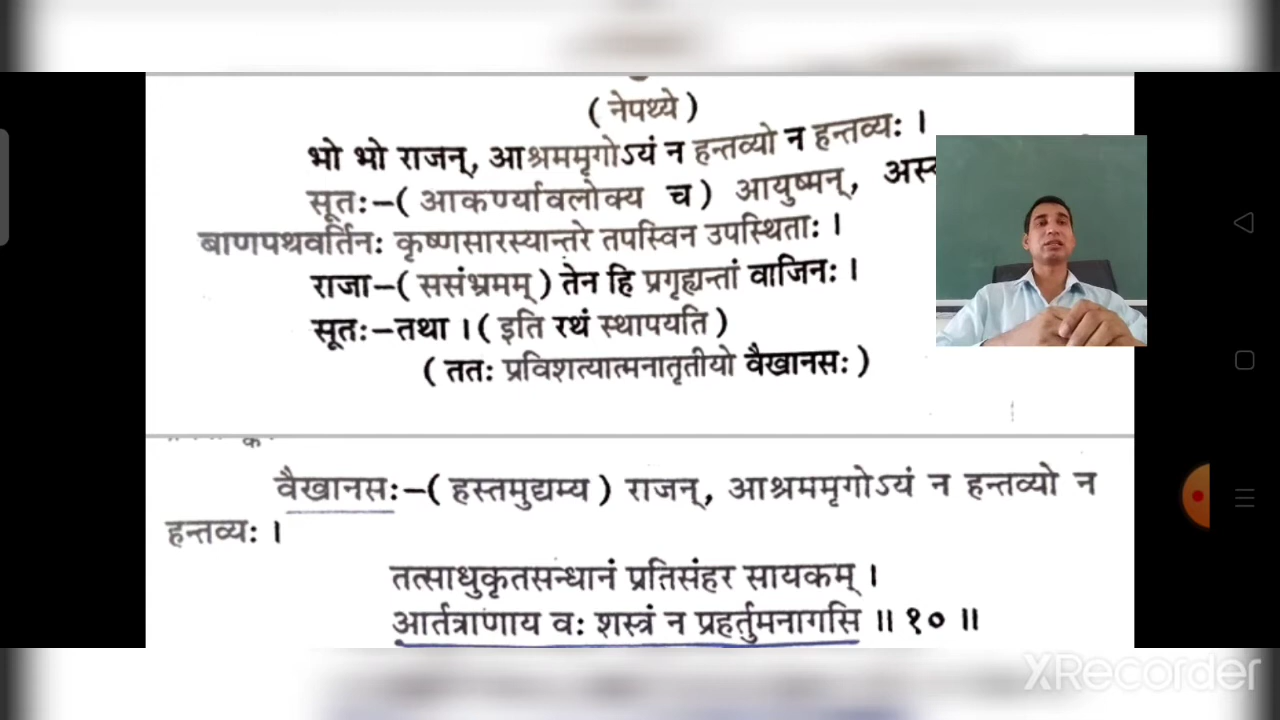 ( नेपथ्ये )
भो भो राजन्, आश्रममृगोऽयं न हन्तव्यो न हन्तव्यः ।
सूतः-( आकर्ण्यावलोक्य च ) आयुष्मन्,
बाणपथवर्तिनः कृष्णसारस्यान्तरे तपस्विन उपस्थिताः ।
राजा-( ससंभ्रमम् ) तेन हि प्रगृह्यन्तां वाजिनः ।
सूतः-तथा । ( इति रथं स्थापयति )
( ततः प्रविशत्यात्मनातृतीयो वैखानसः )
वैखानसः-( हस्तमुद्यम्य ) राजन्, आश्रममृगोऽयं न हन्तव्यो न
हन्तव्यः ।
तत्साधुकृतसन्धानं प्रतिसंहर सायकम् ।
आर्तत्राणाय वः शस्त्रं न प्रहर्तुमनागसि ॥ १० ॥
XRecorder